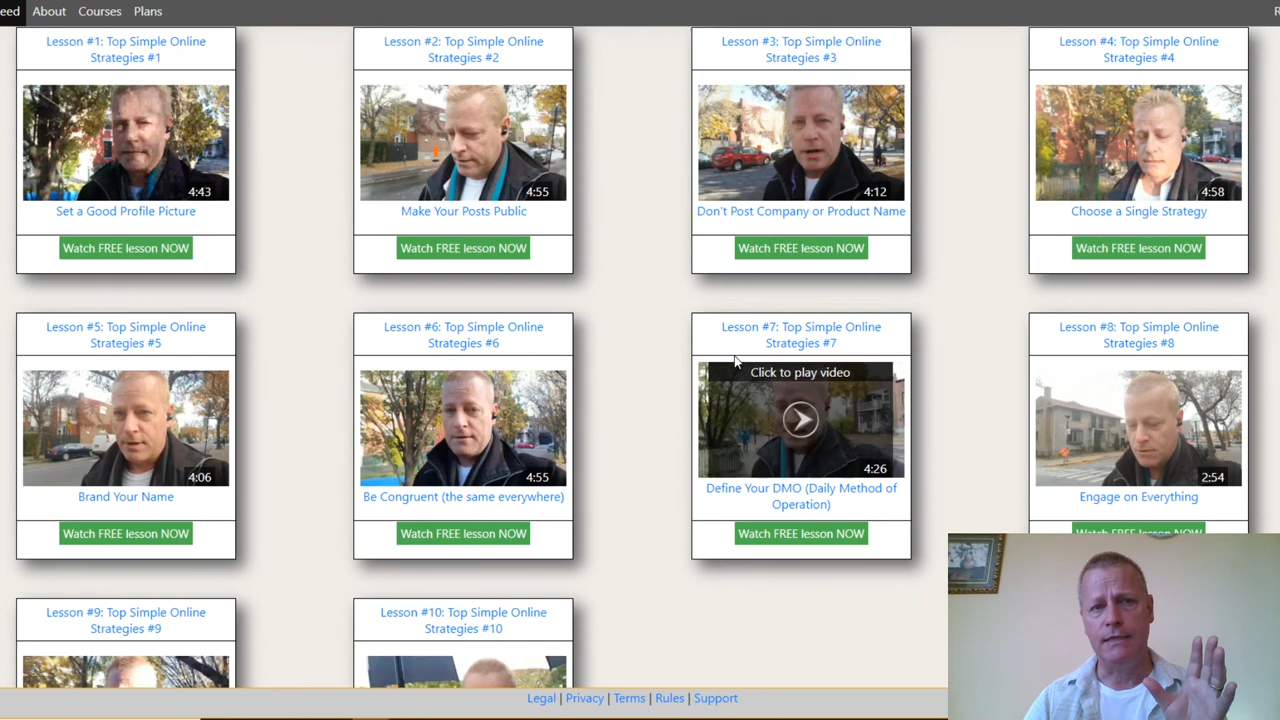 eed About Courses Plans R
Lesson #1: Top Simple Online
Strategies #1
4:43
Set a Good Profile Picture
Watch FREE lesson NOW
Lesson #2: Top Simple Online
Strategies #2
4:55
Make Your Posts Public
Watch FREE lesson NOW
Lesson #3: Top Simple Online
Strategies #3
4:12
Don't Post Company or Product Name
Watch FREE lesson NOW
Lesson #4: Top Simple Online
Strategies #4
4:58
Choose a Single Strategy
Watch FREE lesson NOW
Lesson #5: Top Simple Online
Strategies #5
4:06
Brand Your Name
Watch FREE lesson NOW
Lesson #6: Top Simple Online
Strategies #6
4:55
Be Congruent (the same everywhere)
Watch FREE lesson NOW
Lesson #7: Top Simple Online
Strategies #7
Click to play video
4:26
Define Your DMO (Daily Method of
Operation)
Watch FREE lesson NOW
Lesson #8: Top Simple Online
Strategies #8
2:54
Engage on Everything
Watch FREE lesson NOW
Lesson #9: Top Simple Online
Strategies #9
Lesson #10: Top Simple Online
Strategies #10
Legal | Privacy | Terms | Rules | Support